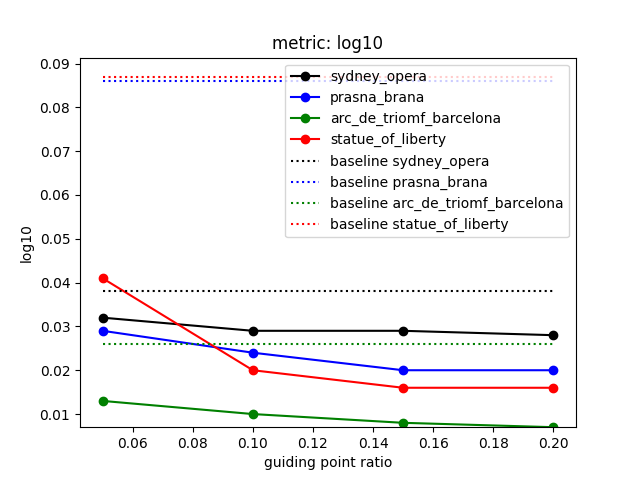 metric: log10
0.09
0.08
0.07
0.06
0.05
0.04
0.03
0.02
0.01
log10
sydney_opera
prasna_brana
arc_de_triomf_barcelona
statue_of_liberty
baseline sydney_opera
baseline prasna_brana
baseline arc_de_triomf_barcelona
baseline statue_of_liberty
0.06 0.08 0.10 0.12 0.14 0.16 0.18 0.20
guiding point ratio